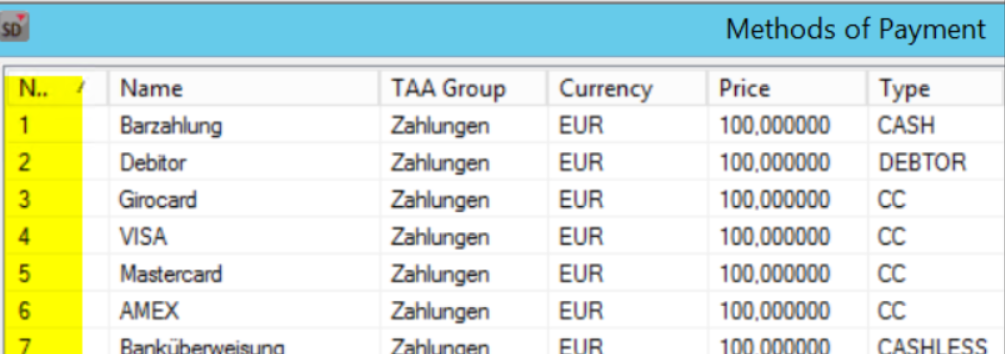 SD
Methods of Payment
N.. Name TAA Group Currency Price Type
1 Barzahlung Zahlungen EUR 100,000000 CASH
2 Debitor Zahlungen EUR 100,000000 DEBTOR
3 Girocard Zahlungen EUR 100,000000 CC
4 VISA Zahlungen EUR 100,000000 CC
5 Mastercard Zahlungen EUR 100,000000 CC
6 AMEX Zahlungen EUR 100,000000 CC
7 Banküberweisung Zahlungen EUR 100,000000 CASHLESS